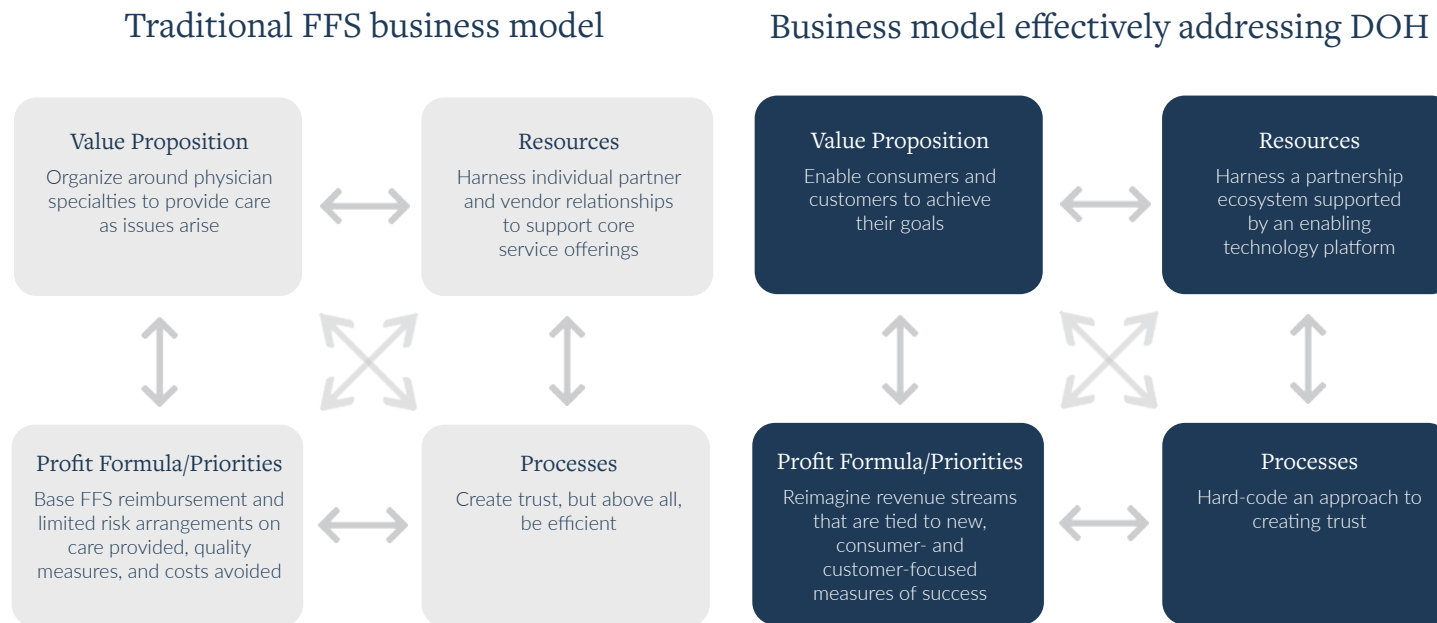 Traditional FFS business model
Value Proposition
Organize around physician
specialties to provide care
as issues arise
Resources
Harness individual partner
and vendor relationships
to support core
service offerings
Profit Formula/Priorities
Base FFS reimbursement and
limited risk arrangements on
care provided, quality
measures, and costs avoided
Processes
Create trust, but above all,
be efficient
Business model effectively addressing DOH
Value Proposition
Enable consumers and
customers to achieve
their goals
Resources
Harness a partnership
ecosystem supported
by an enabling
technology platform
Profit Formula/Priorities
Reimagine revenue streams
that are tied to new,
consumer- and
customer-focused
measures of success
Processes
Hard-code an approach to
creating trust